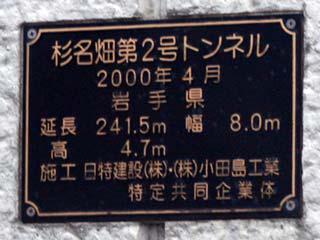 杉名畑第2号トンネル
2000年4月
岩手県
延長 241.5m 幅 8.0m
高 4.7m
施工 日特建設(株)・(株)小田島工業
特定共同企業体